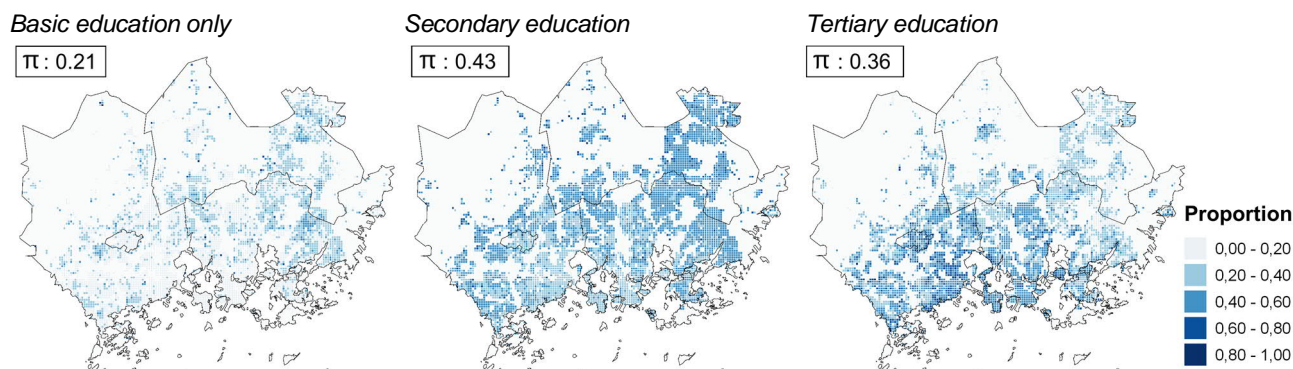 Basic education only
π : 0.21
Secondary education
π : 0.43
Tertiary education
π : 0.36
Proportion
0,00 - 0,20
0,20 - 0,40
0,40 - 0,60
0,60 - 0,80
0,80 - 1,00